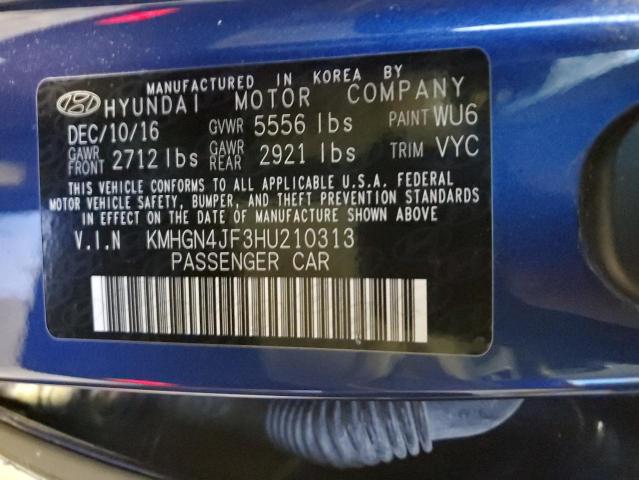 MANUFACTURED IN KOREA BY
HYUNDAI MOTOR COMPANY
DEC/10/16 GVWR 5556 lbs PAINT WU6
GAWR FRONT 2712 lbs GAWR REAR 2921 lbs TRIM VYC
THIS VEHICLE CONFORMS TO ALL APPLICABLE U.S.A. FEDERAL
MOTOR VEHICLE SAFETY, BUMPER, AND THEFT PREVENTION STANDARDS
IN EFFECT ON THE DATE OF MANUFACTURE SHOWN ABOVE.
V.I.N KMHGN4JF3HU210313
PASSENGER CAR